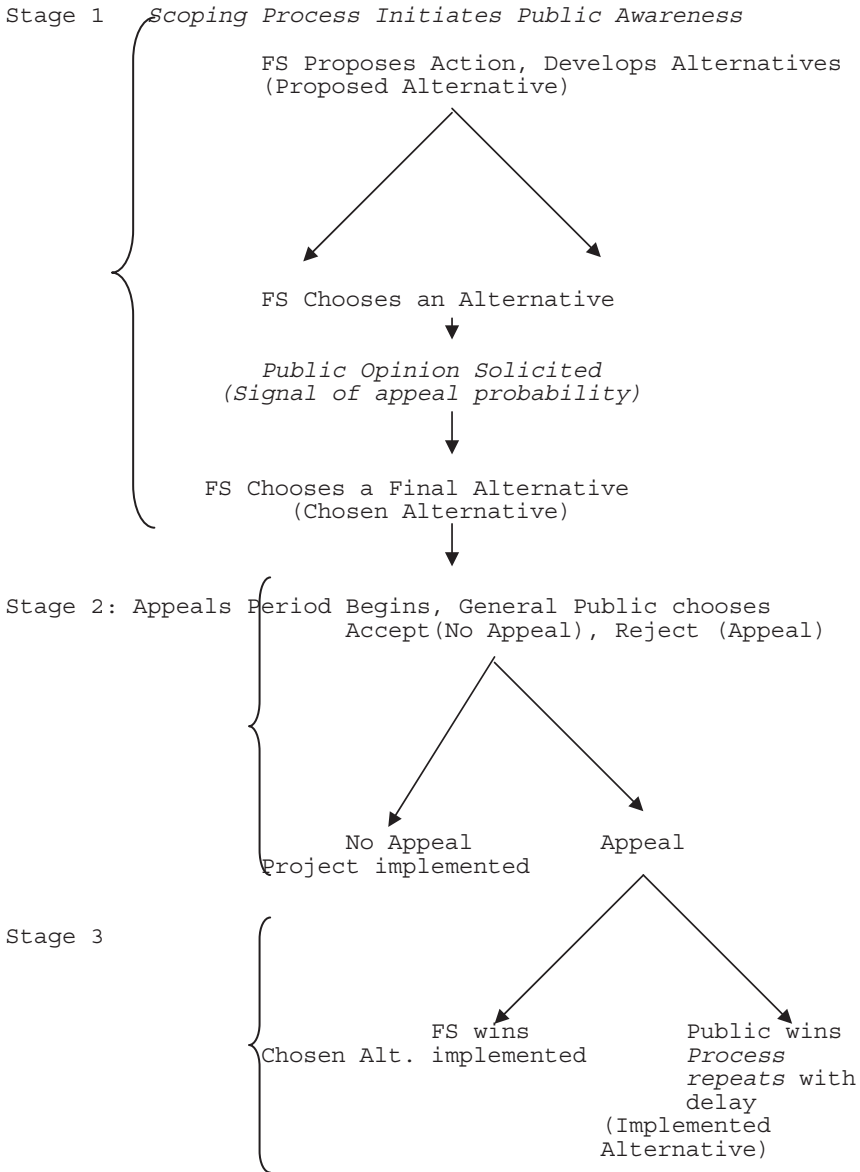 Stage 1 Scoping Process Initiates Public Awareness
FS Proposes Action, Develops Alternatives
(Proposed Alternative)
FS Chooses an Alternative
Public Opinion Solicited
(Signal of appeal probability)
FS Chooses a Final Alternative
(Chosen Alternative)
Stage 2: Appeals Period Begins, General Public chooses
Accept(No Appeal), Reject (Appeal)
No Appeal
Project implemented
Appeal
Stage 3
FS wins
Chosen Alt. implemented
Public wins
Process
repeats with
delay
(Implemented
Alternative)